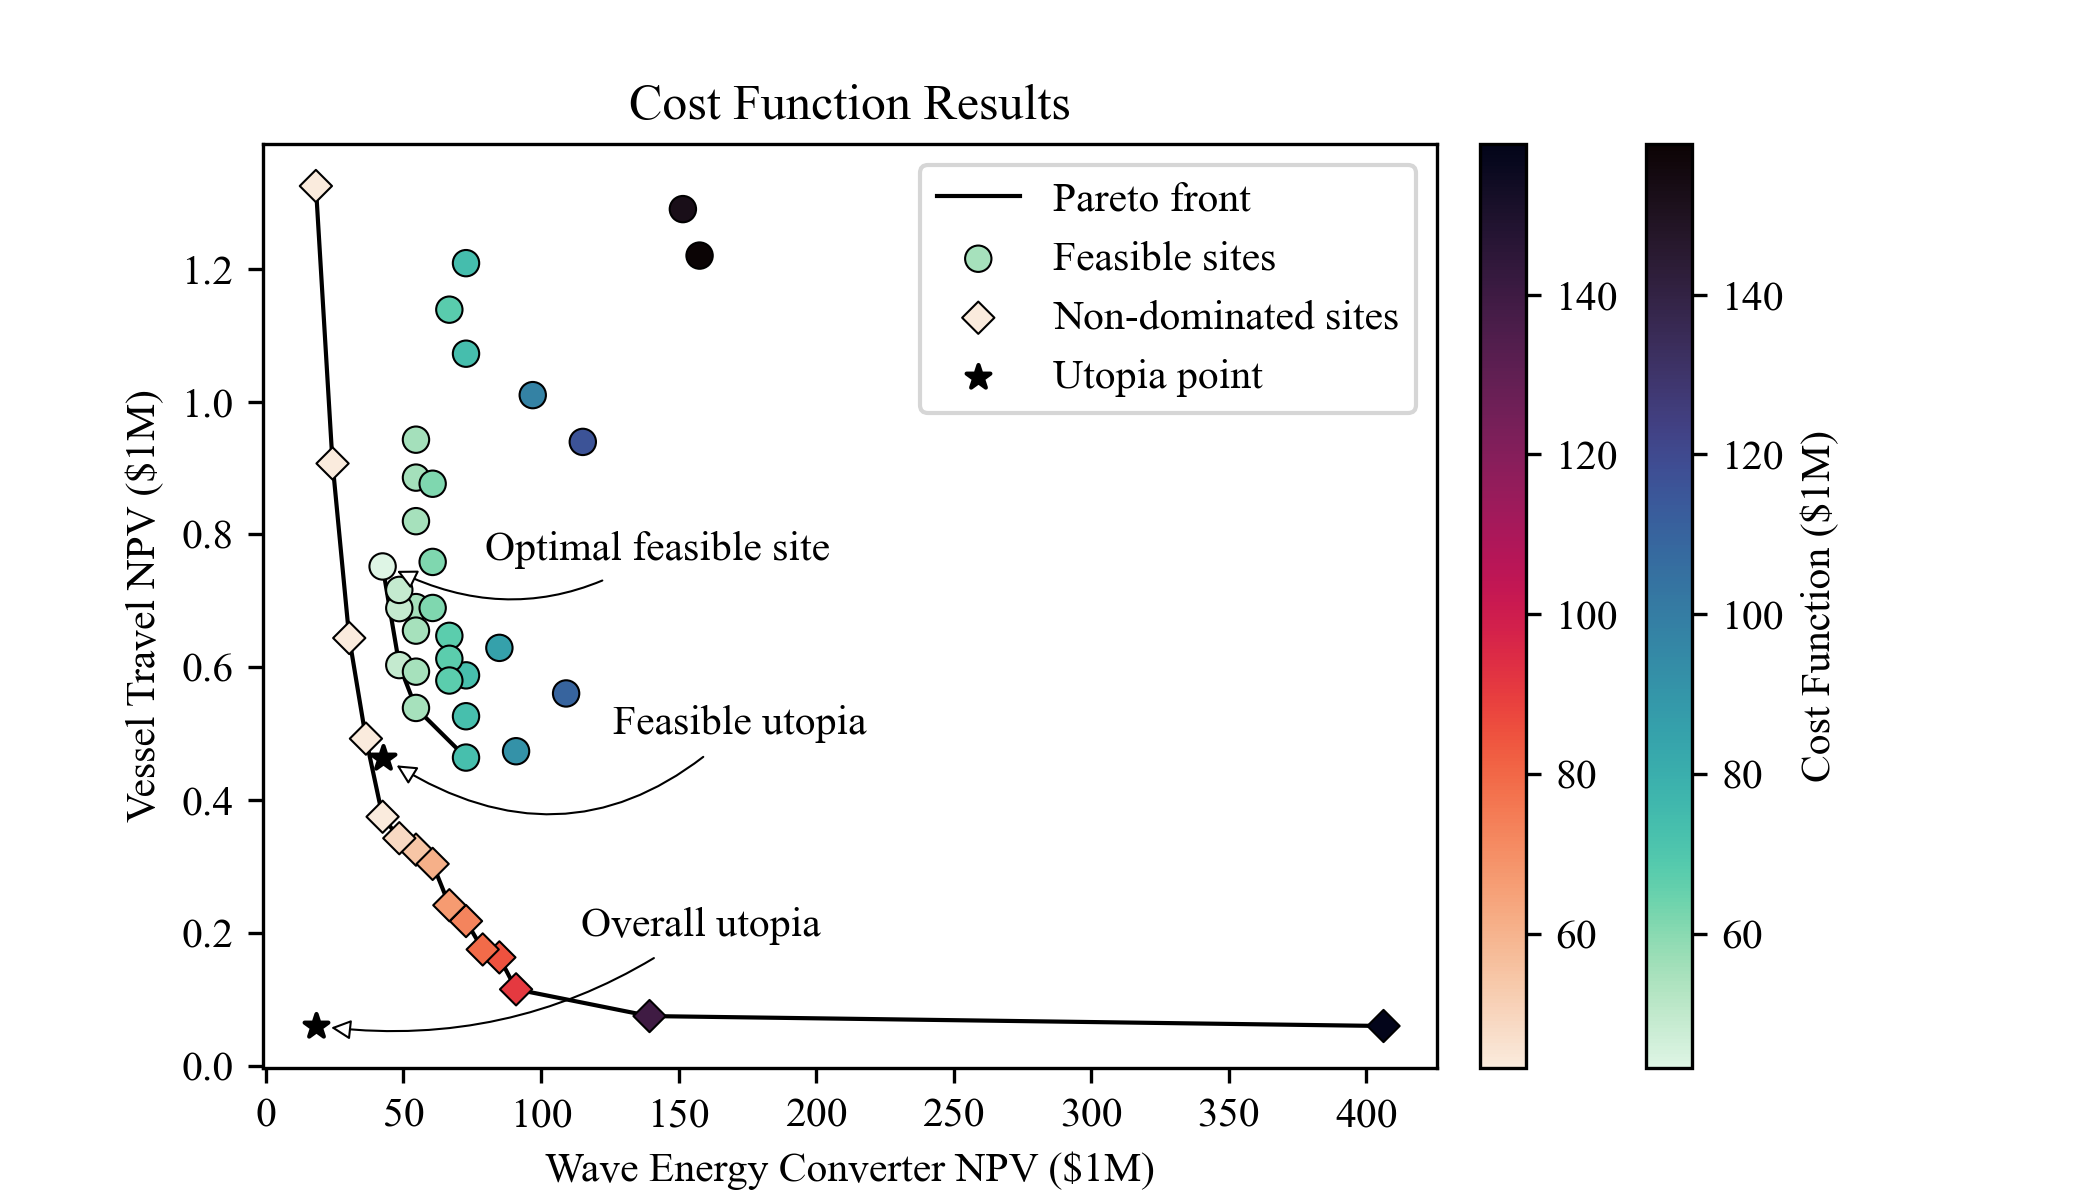 Cost Function Results
Pareto front
Feasible sites
Non-dominated sites
Utopia point
Optimal feasible site
Feasible utopia
Overall utopia
Vessel Travel NPV ($1M)
1.2
1.0
0.8
0.6
0.4
0.2
0.0
0 50 100 150 200 250 300 350 400
Wave Energy Converter NPV ($1M)
140
120
100
80
60
140
120
100
80
60
Cost Function ($1M)